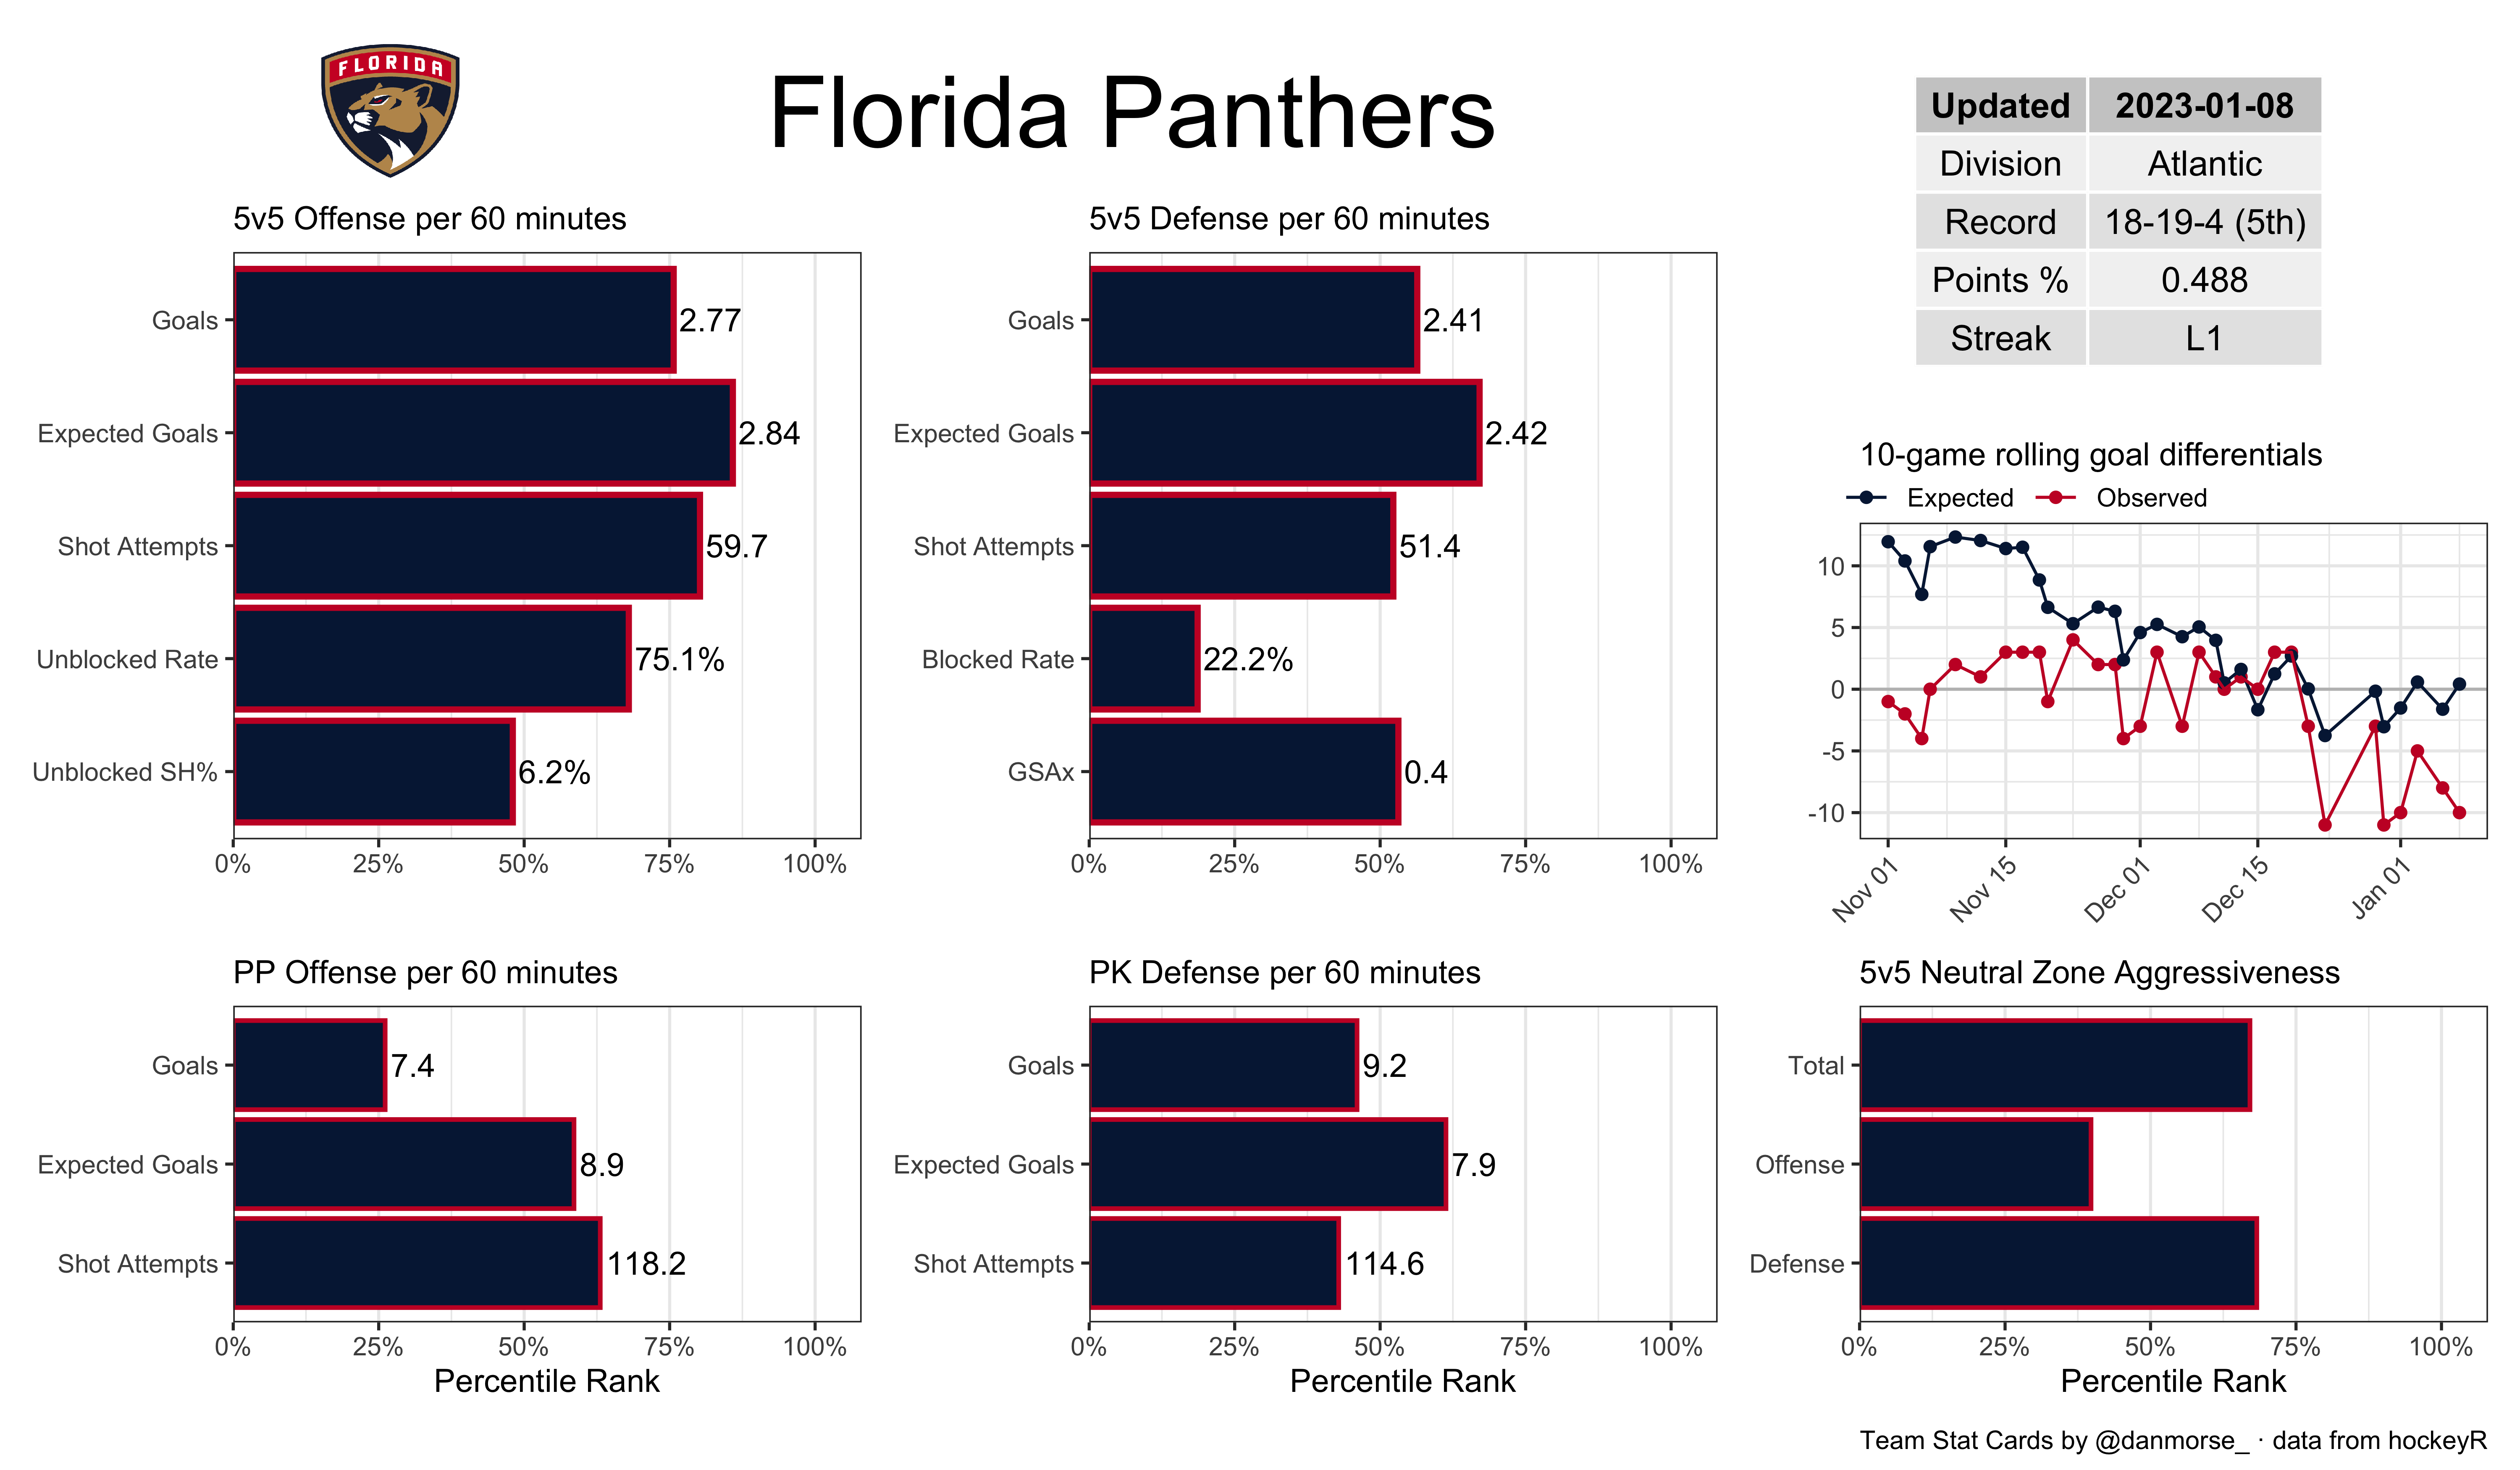 FLORIDA
Florida Panthers
Updated 2023-01-08
Division Atlantic
Record 18-19-4 (5th)
Points % 0.488
Streak L1
5v5 Offense per 60 minutes
Goals 2.77
Expected Goals 2.84
Shot Attempts 59.7
Unblocked Rate 75.1%
Unblocked SH% 6.2%
0% 25% 50% 75% 100%
5v5 Defense per 60 minutes
Goals 2.41
Expected Goals 2.42
Shot Attempts 51.4
Blocked Rate 22.2%
GSAx 0.4
0% 25% 50% 75% 100%
10-game rolling goal differentials
Expected Observed
10
5
0
-5
-10
Nov 01 Nov 15 Dec 01 Dec 15 Jan 01
PP Offense per 60 minutes
Goals 7.4
Expected Goals 8.9
Shot Attempts 118.2
0% 25% 50% 75% 100%
Percentile Rank
PK Defense per 60 minutes
Goals 9.2
Expected Goals 7.9
Shot Attempts 114.6
0% 25% 50% 75% 100%
Percentile Rank
5v5 Neutral Zone Aggressiveness
Total
Offense
Defense
0% 25% 50% 75% 100%
Percentile Rank
Team Stat Cards by @danmorse_ · data from hockeyR